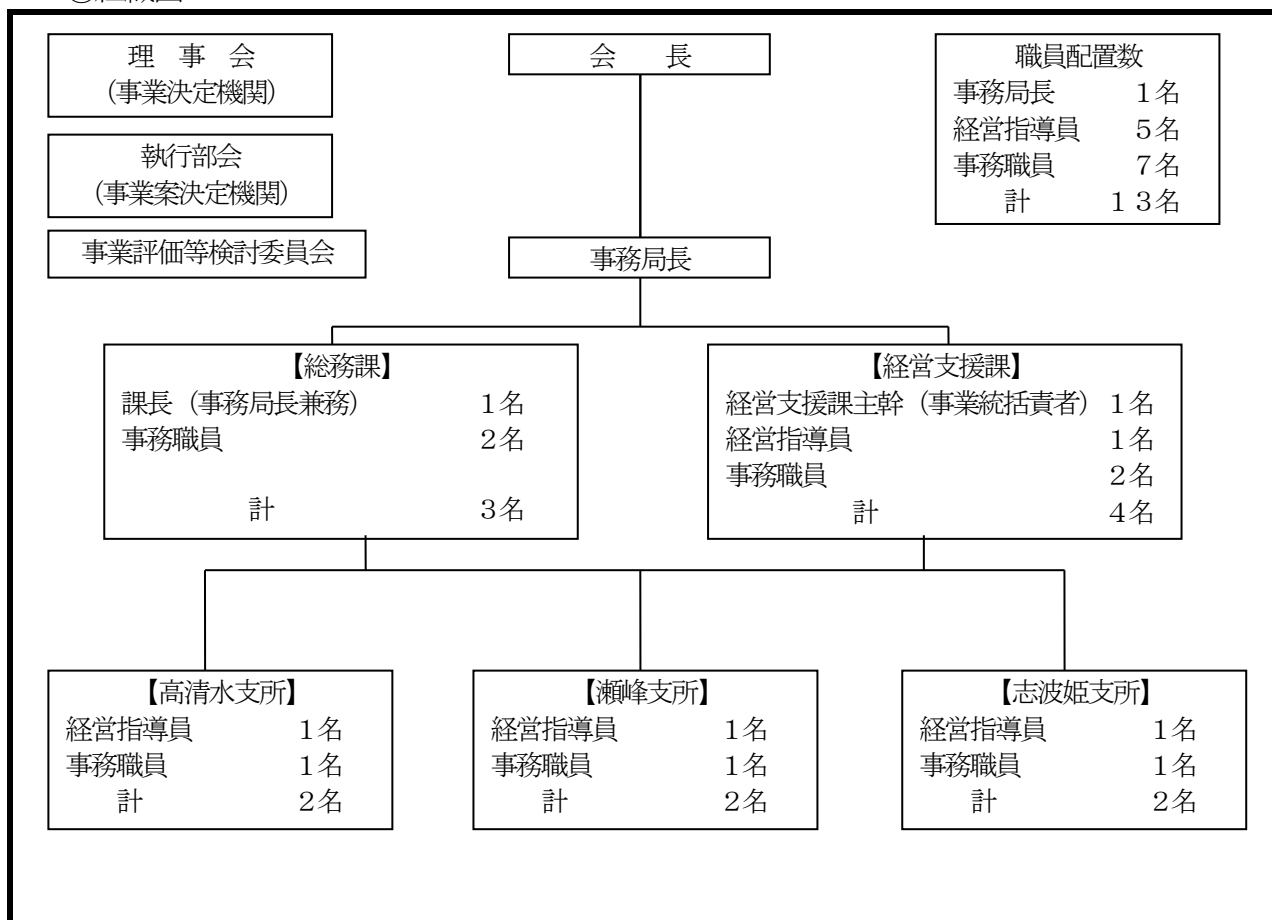 理 事 会
(事業決定機関)
会 長
職員配置数
事務局長 1名
経営指導員 5名
事務職員 7名
計 13名
執行部会
(事業案決定機関)
事業評価等検討委員会
事務局長
【総務課】
課長（事務局長兼務） 1名
事務職員 2名
計 3名
【経営支援課】
経営支援課主幹（事業統括責者）1名
経営指導員 1名
事務職員 2名
計 4名
【高清水支所】
経営指導員 1名
事務職員 1名
計 2名
【瀬峰支所】
経営指導員 1名
事務職員 1名
計 2名
【志波姫支所】
経営指導員 1名
事務職員 1名
計 2名